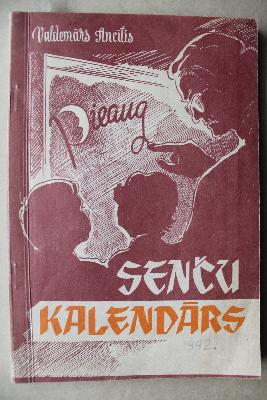 Valdemārs Ancītis
Pieaug
SENČU
KALENDĀRS
1992.